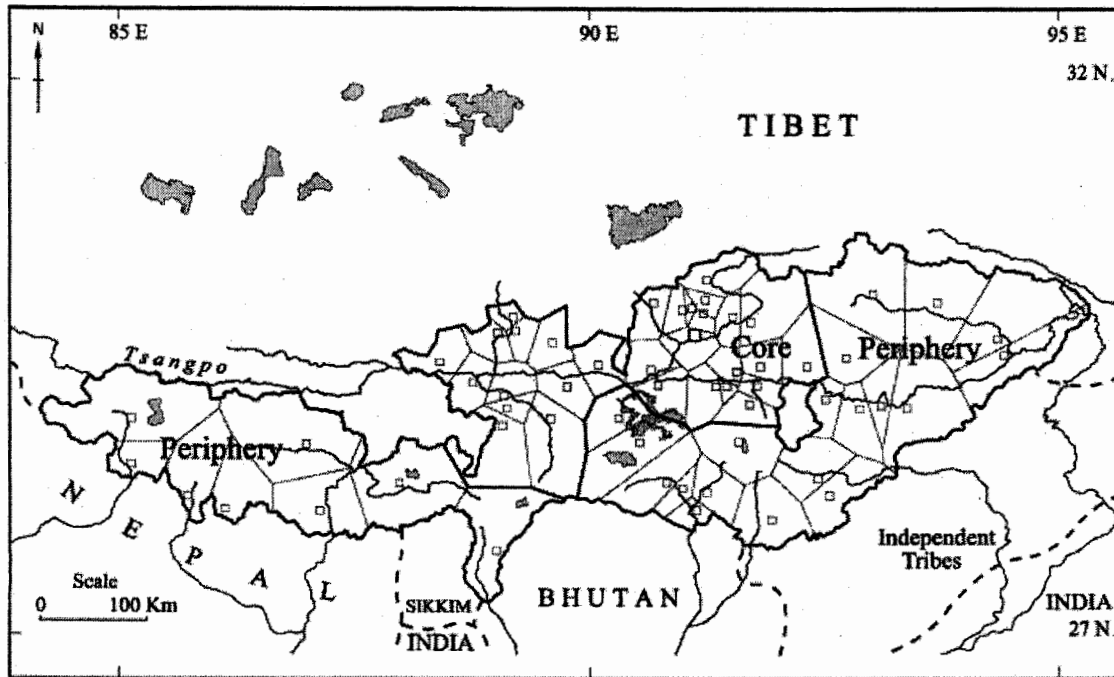 N
85 E
90 E
95 E
32 N.
TIBET
Tsangpo
Core
Periphery
Periphery
NEPAL
Scale
0 100 Km
SIKKIM
INDIA
BHUTAN
Independent
Tribes
INDIA
27 N.